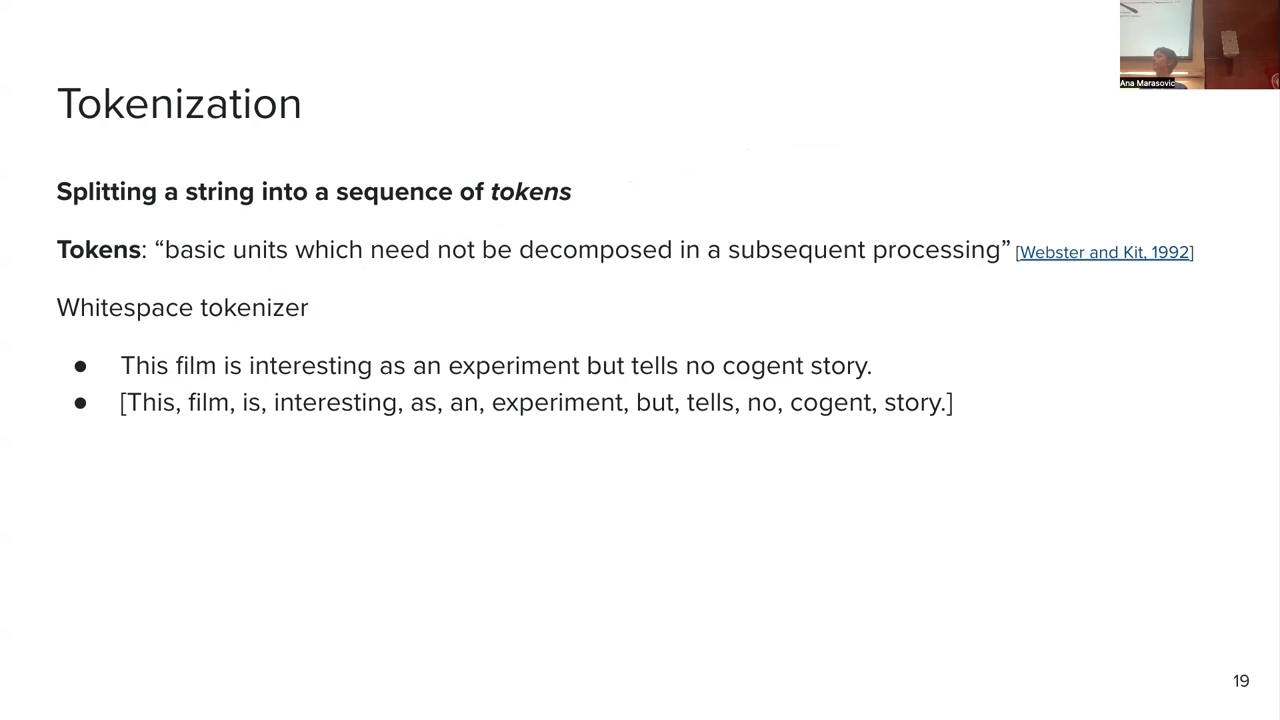 Ana Marasovic
Tokenization
Splitting a string into a sequence of tokens
Tokens: “basic units which need not be decomposed in a subsequent processing” [Webster and Kit, 1992]
Whitespace tokenizer
● This film is interesting as an experiment but tells no cogent story.
● [This, film, is, interesting, as, an, experiment, but, tells, no, cogent, story.]
19